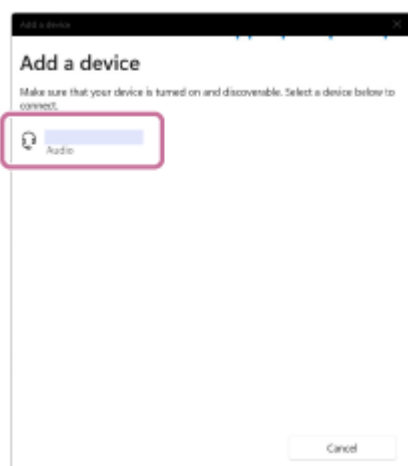 Add a device
Add a device
Make sure that your device is turned on and discoverable. Select a device below to
connect.
Audio
Cancel